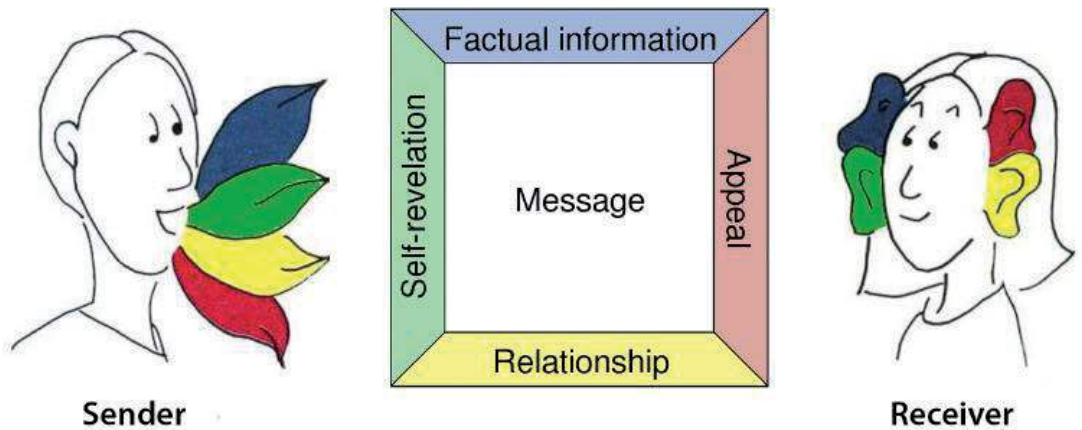 Factual information
Self-revelation
Message
Appeal
Relationship
Sender
Receiver